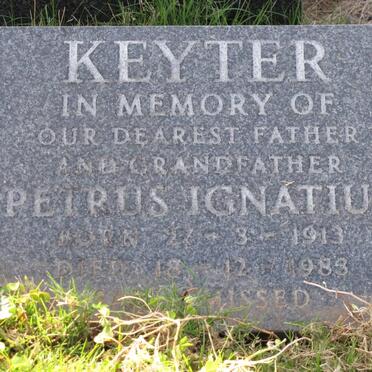 KEYTER
IN MEMORY OF
OUR DEAREST FATHER
AND GRANDFATHER
PETRUS IGNATIU
BORN 27-3-1913
DIED 18-12-1983
MISSED